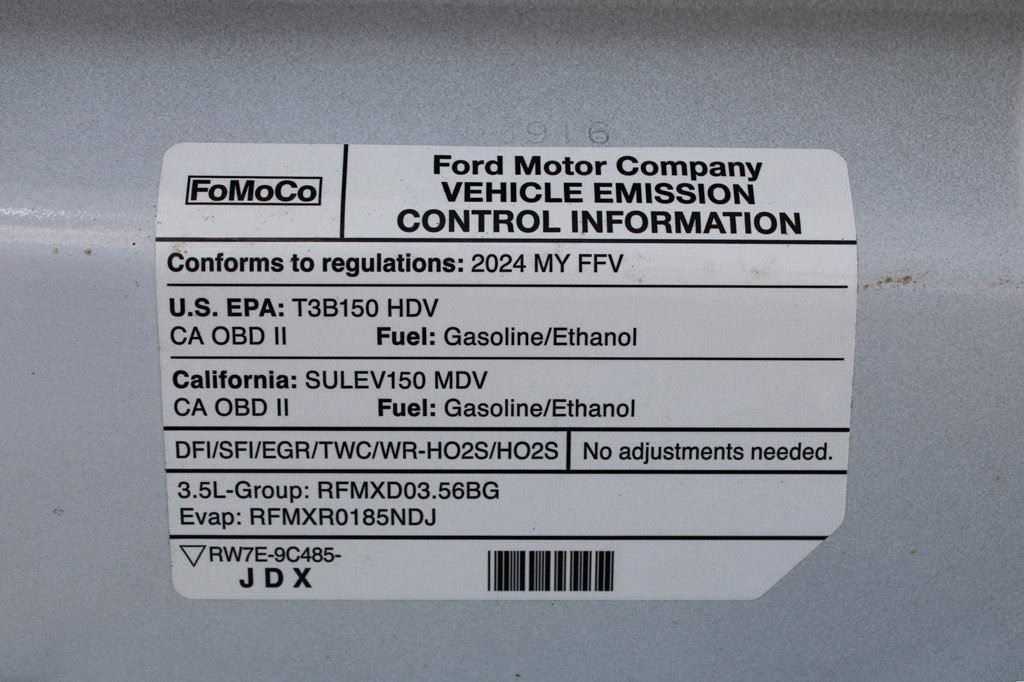 916
FoMoCo
Ford Motor Company
VEHICLE EMISSION
CONTROL INFORMATION
Conforms to regulations: 2024 MY FFV
U.S. EPA: T3B150 HDV
CA OBD II Fuel: Gasoline/Ethanol
California: SULEV150 MDV
CA OBD II Fuel: Gasoline/Ethanol
DFI/SFI/EGR/TWC/WR-HO2S/HO2S No adjustments needed.
3.5L-Group: RFMXD03.56BG
Evap: RFMXR0185NDJ
RW7E-9C485-
JDX